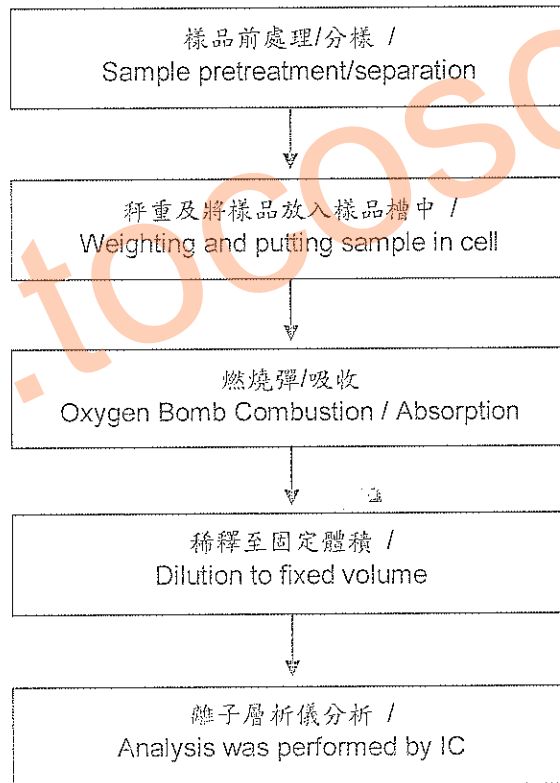 樣品前處理/分樣 /
Sample pretreatment/separation
秤重及將樣品放入樣品槽中 /
Weighting and putting sample in cell
燃燒彈/吸收
Oxygen Bomb Combustion / Absorption
稀釋至固定體積 /
Dilution to fixed volume
離子層析儀分析 /
Analysis was performed by IC
.tocoso